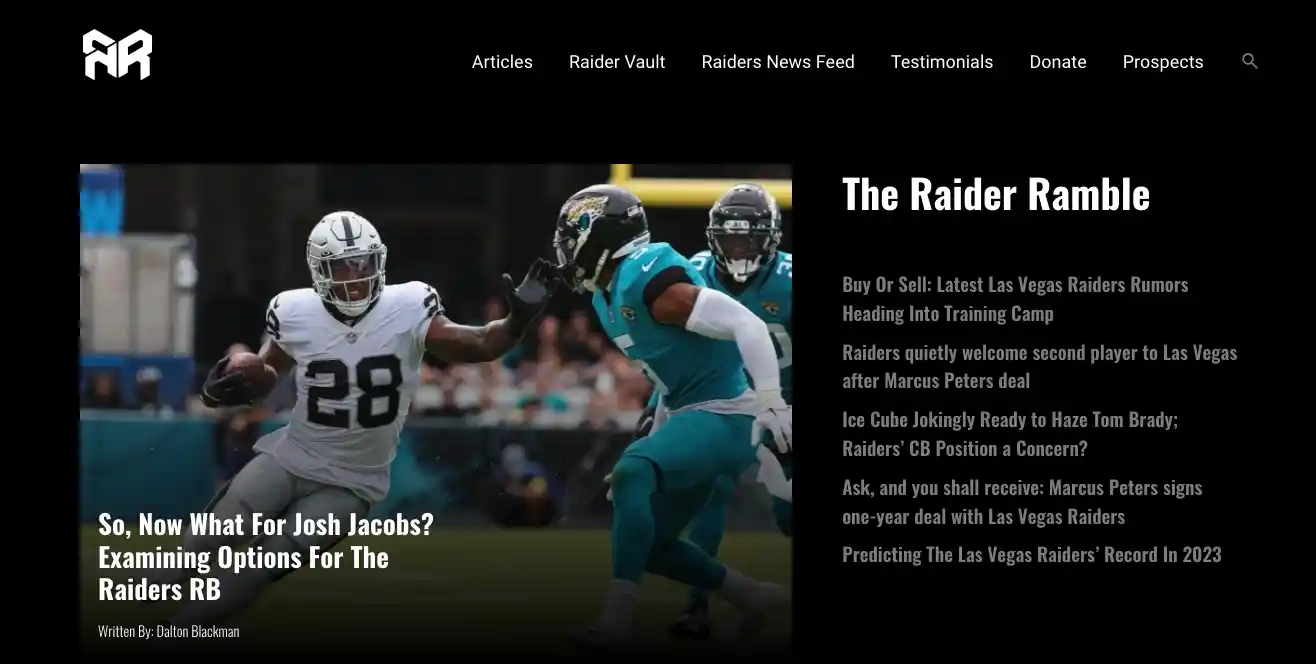 Articles Raider Vault Raiders News Feed Testimonials Donate Prospects
28
So, Now What For Josh Jacobs?
Examining Options For The
Raiders RB
Written By: Dalton Blackman
The Raider Ramble
Buy Or Sell: Latest Las Vegas Raiders Rumors
Heading Into Training Camp
Raiders quietly welcome second player to Las Vegas
after Marcus Peters deal
Ice Cube Jokingly Ready to Haze Tom Brady;
Raiders’ CB Position a Concern?
Ask, and you shall receive: Marcus Peters signs
one-year deal with Las Vegas Raiders
Predicting The Las Vegas Raiders’ Record In 2023